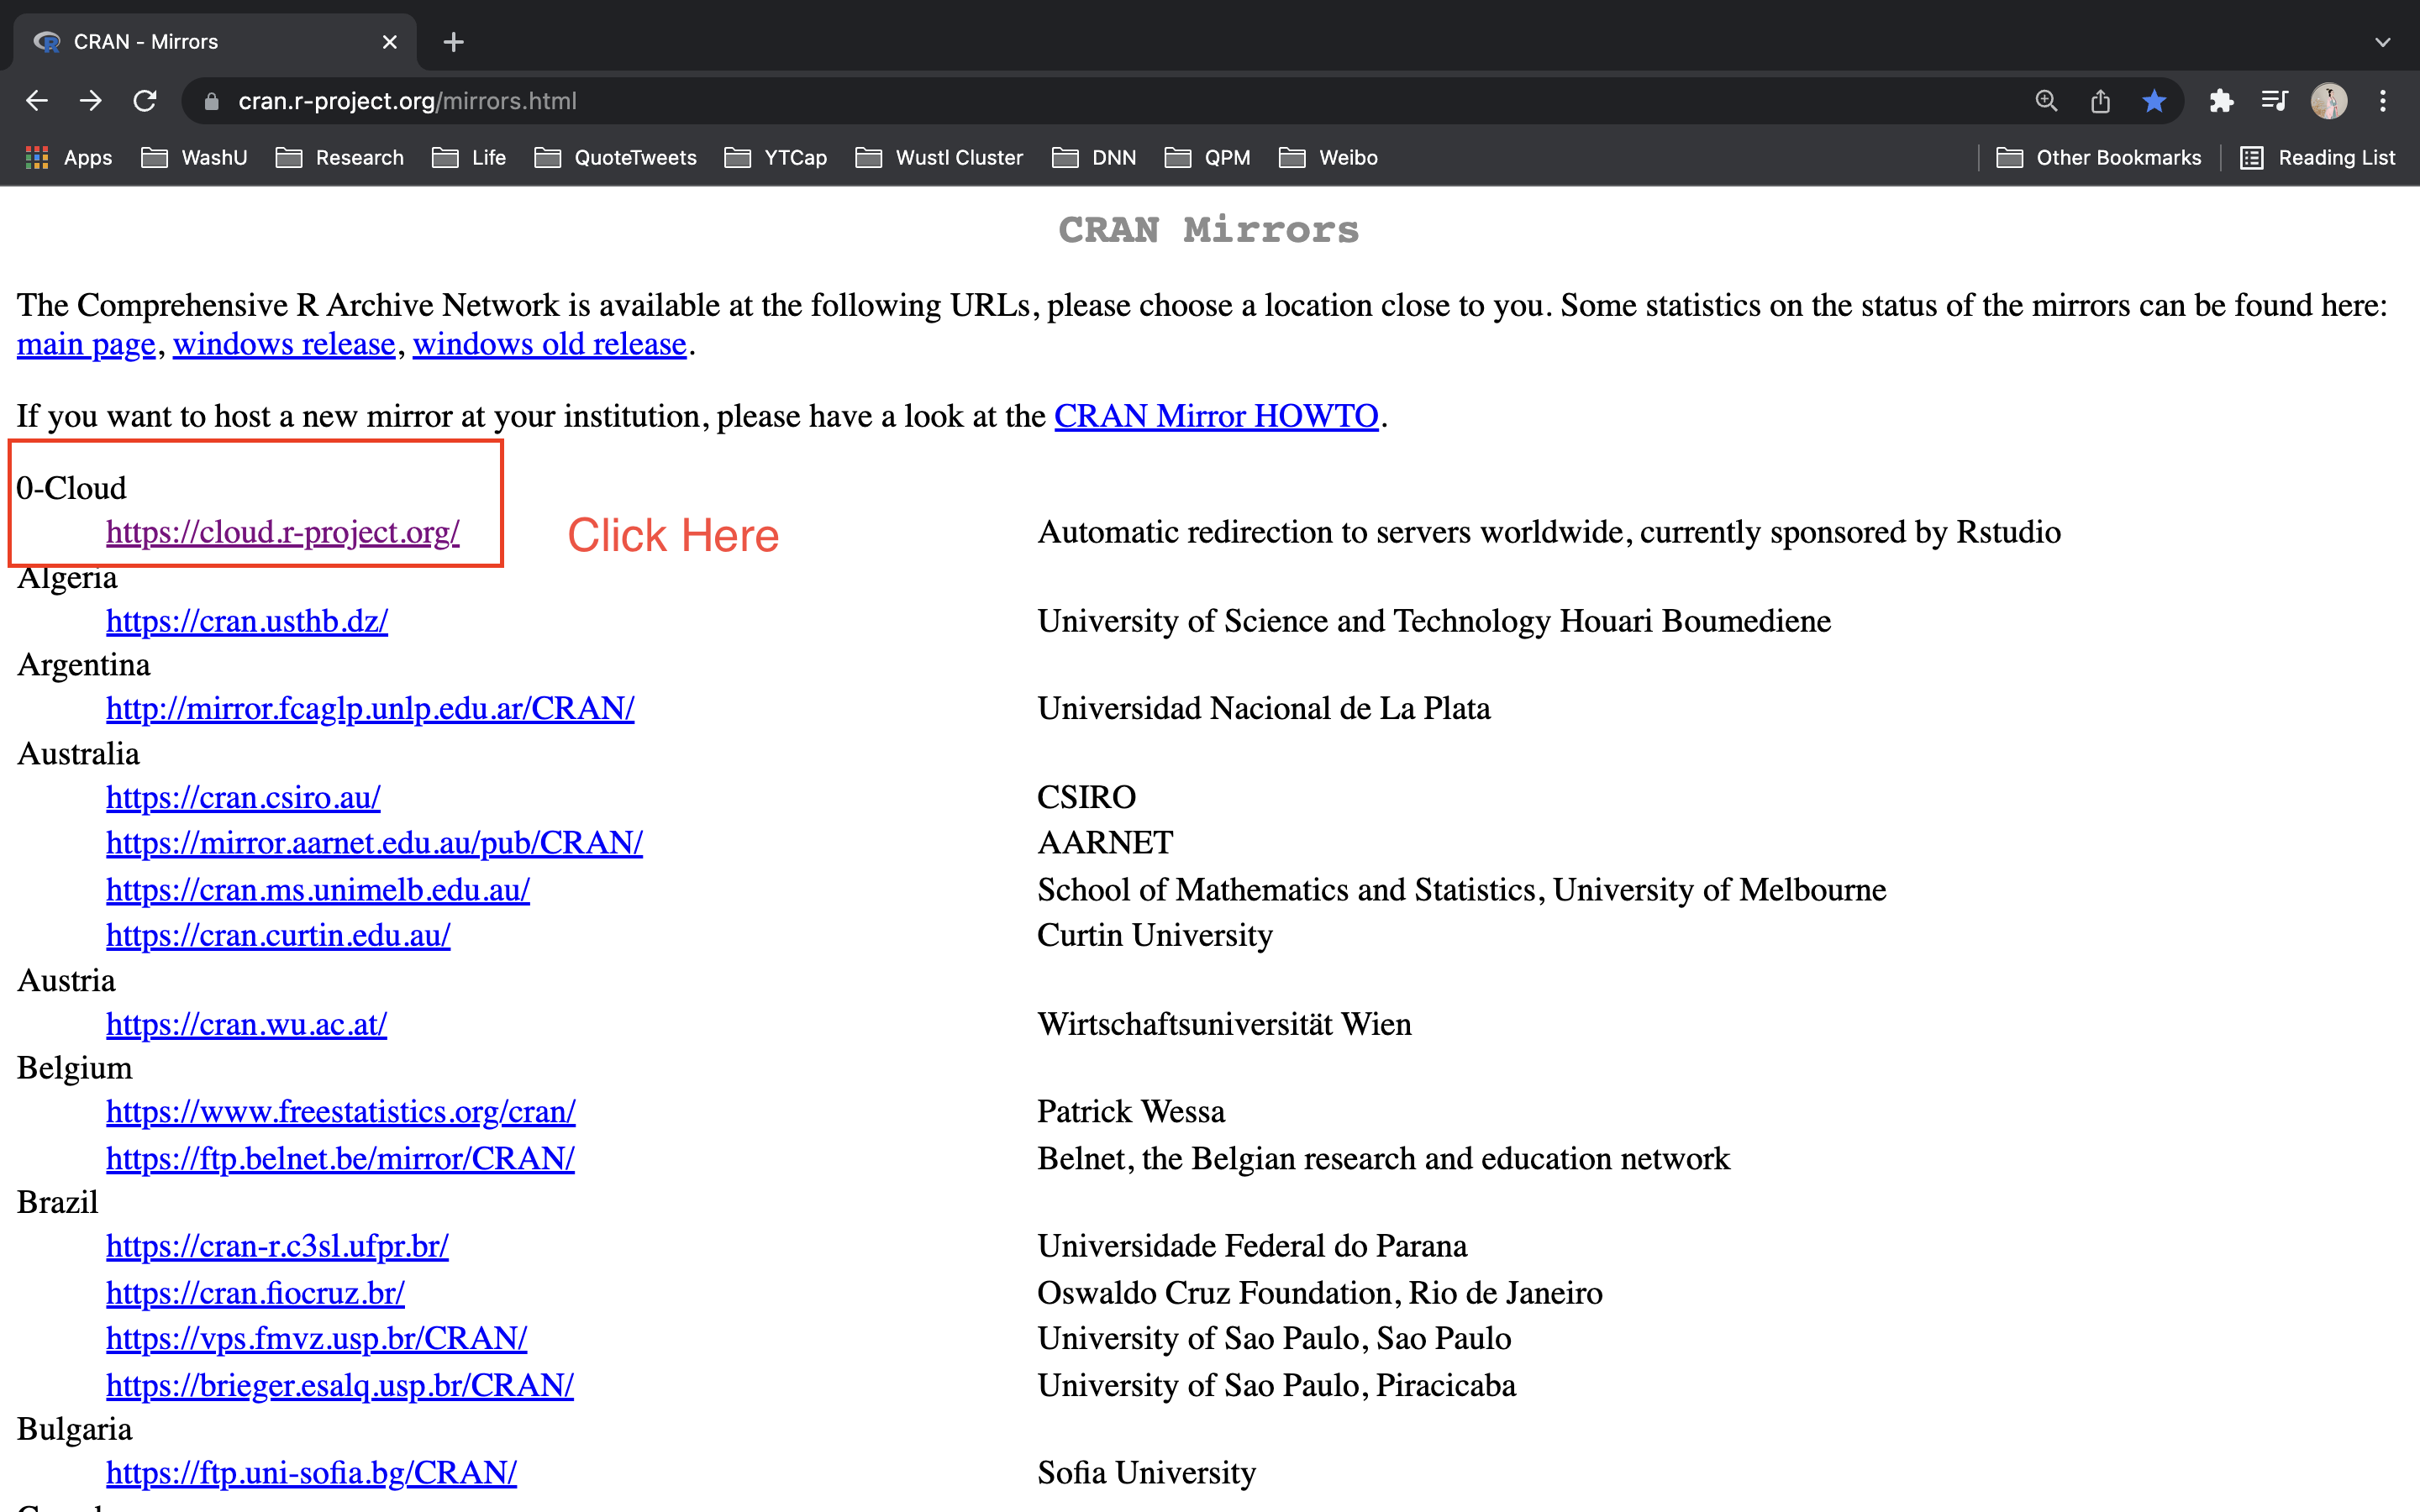 CRAN - Mirrors
cran.r-project.org/mirrors.html
Apps WashU Research Life QuoteTweets YTCap Wustl Cluster DNN QPM Weibo Other Bookmarks Reading List
CRAN Mirrors
The Comprehensive R Archive Network is available at the following URLs, please choose a location close to you. Some statistics on the status of the mirrors can be found here:
main page, windows release, windows old release.
If you want to host a new mirror at your institution, please have a look at the CRAN Mirror HOWTO.
0-Cloud
https://cloud.r-project.org/ Click Here Automatic redirection to servers worldwide, currently sponsored by Rstudio
Algeria
https://cran.usthb.dz/ University of Science and Technology Houari Boumediene
Argentina
http://mirror.fcaglp.unlp.edu.ar/CRAN/ Universidad Nacional de La Plata
Australia
https://cran.csiro.au/ CSIRO
https://mirror.aarnet.edu.au/pub/CRAN/ AARNET
https://cran.ms.unimelb.edu.au/ School of Mathematics and Statistics, University of Melbourne
https://cran.curtin.edu.au/ Curtin University
Austria
https://cran.wu.ac.at/ Wirtschaftsuniversität Wien
Belgium
https://www.freestatistics.org/cran/ Patrick Wessa
https://ftp.belnet.be/mirror/CRAN/ Belnet, the Belgian research and education network
Brazil
https://cran-r.c3sl.ufpr.br/ Universidade Federal do Parana
https://cran.fiocruz.br/ Oswaldo Cruz Foundation, Rio de Janeiro
https://vps.fmvz.usp.br/CRAN/ University of Sao Paulo, Sao Paulo
https://brieger.esalq.usp.br/CRAN/ University of Sao Paulo, Piracicaba
Bulgaria
https://ftp.uni-sofia.bg/CRAN/ Sofia University